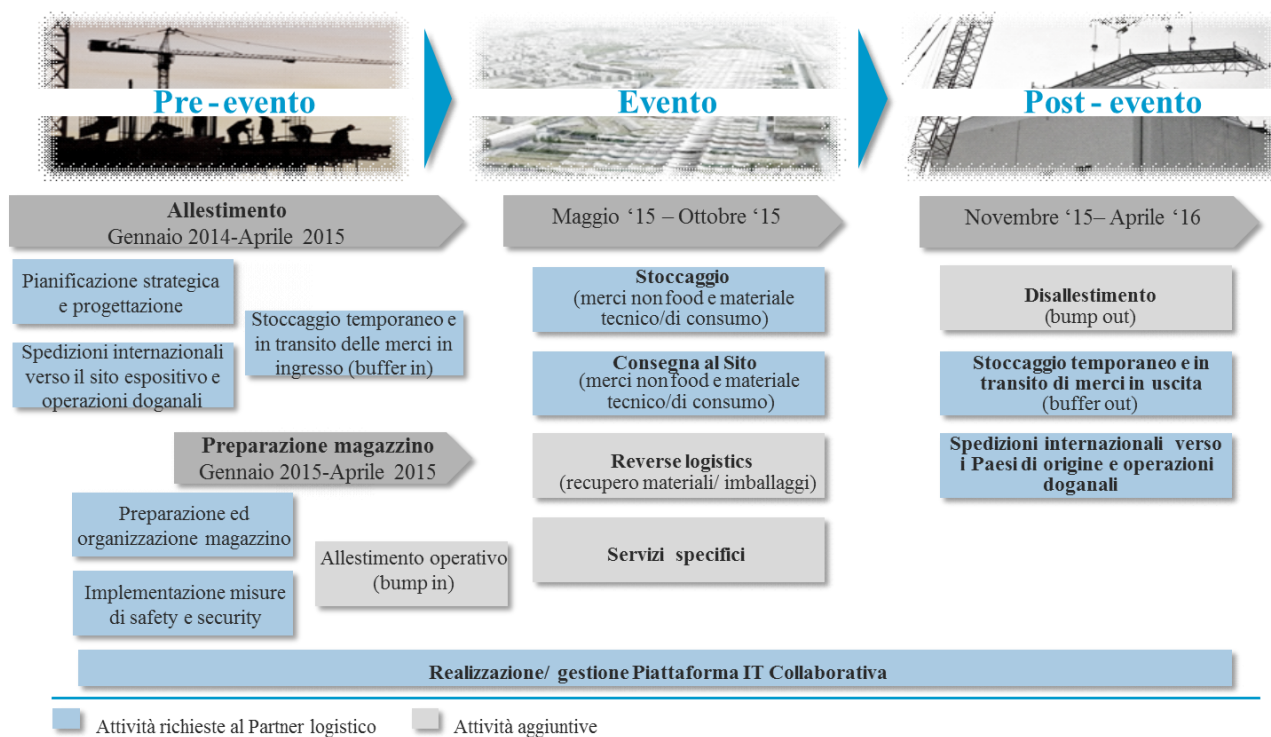 Pre-evento
Evento
Post-evento
Allestimento
Gennaio 2014-Aprile 2015
Maggio ‘15 – Ottobre ‘15
Novembre ‘15– Aprile ‘16
Pianificazione strategica
e progettazione
Stoccaggio temporaneo e
in transito delle merci in
ingresso (buffer in)
Spedizioni internazionali
verso il sito espositivo e
operazioni doganali
Preparazione magazzino
Gennaio 2015-Aprile 2015
Preparazione ed
organizzazione magazzino
Allestimento operativo
(bump in)
Implementazione misure
di safety e security
Stoccaggio
(merci non food e materiale
tecnico/di consumo)
Consegna al Sito
(merci non food e materiale
tecnico/di consumo)
Reverse logistics
(recupero materiali/ imballaggi)
Servizi specifici
Disallestimento
(bump out)
Stoccaggio temporaneo e in
transito di merci in uscita
(buffer out)
Spedizioni internazionali verso
i Paesi di origine e operazioni
doganali
Realizzazione/ gestione Piattaforma IT Collaborativa
Attività richieste al Partner logistico
Attività aggiuntive